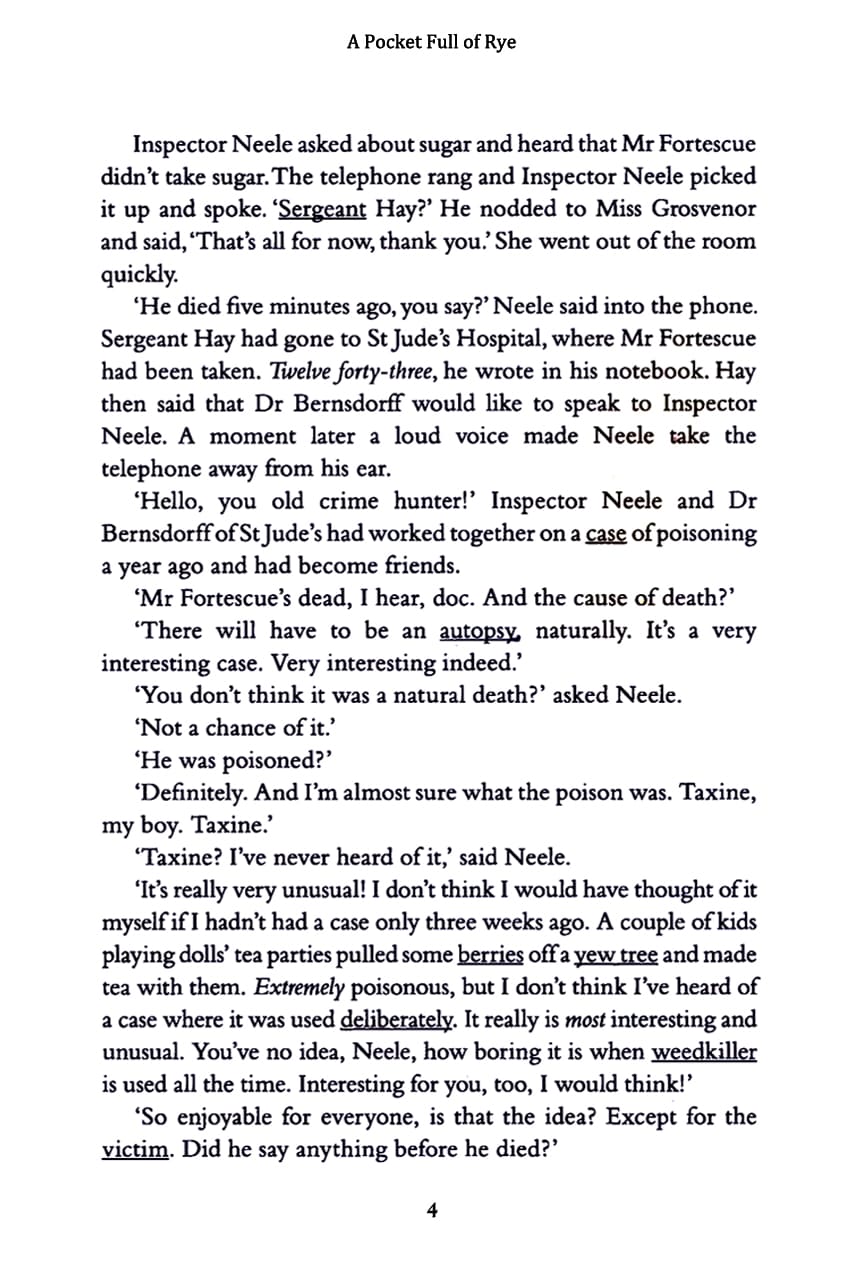 A Pocket Full of Rye
Inspector Neele asked about sugar and heard that Mr Fortescue
didn’t take sugar. The telephone rang and Inspector Neele picked
it up and spoke. ‘Sergeant Hay?’ He nodded to Miss Grosvenor
and said, ‘That’s all for now, thank you.’ She went out of the room
quickly.
‘He died five minutes ago, you say?’ Neele said into the phone.
Sergeant Hay had gone to St Jude’s Hospital, where Mr Fortescue
had been taken. Twelve forty-three, he wrote in his notebook. Hay
then said that Dr Bernsdorff would like to speak to Inspector
Neele. A moment later a loud voice made Neele take the
telephone away from his ear.
‘Hello, you old crime hunter!’ Inspector Neele and Dr
Bernsdorff of St Jude’s had worked together on a case of poisoning
a year ago and had become friends.
‘Mr Fortescue’s dead, I hear, doc. And the cause of death?’
‘There will have to be an autopsy, naturally. It’s a very
interesting case. Very interesting indeed.’
‘You don’t think it was a natural death?’ asked Neele.
‘Not a chance of it.’
‘He was poisoned?’
‘Definitely. And I’m almost sure what the poison was. Taxine,
my boy. Taxine.’
‘Taxine? I’ve never heard of it,’ said Neele.
‘It’s really very unusual! I don’t think I would have thought of it
myself if I hadn’t had a case only three weeks ago. A couple of kids
playing dolls’ tea parties pulled some berries off a yew tree and made
tea with them. Extremely poisonous, but I don’t think I’ve heard of
a case where it was used deliberately. It really is most interesting and
unusual. You’ve no idea, Neele, how boring it is when weedkiller
is used all the time. Interesting for you, too, I would think!’
‘So enjoyable for everyone, is that the idea? Except for the
victim. Did he say anything before he died?’
4